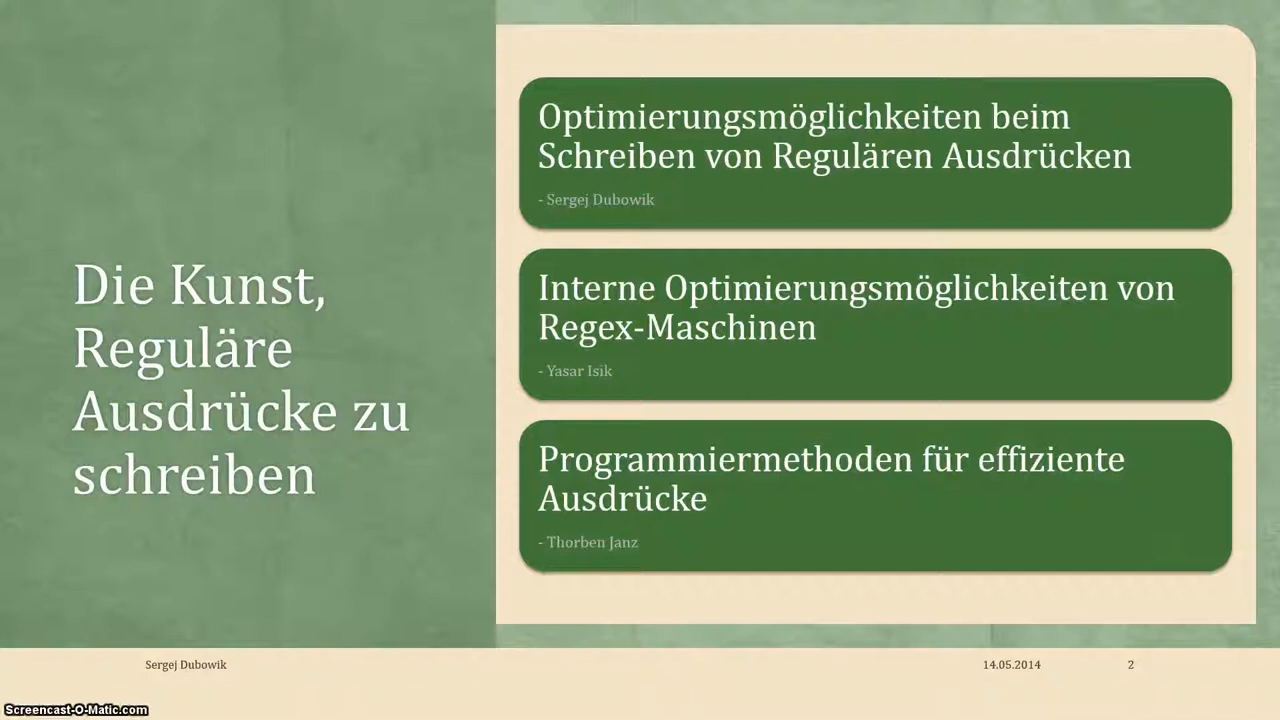 Die Kunst,
Reguläre
Ausdrücke zu
schreiben
Optimierungsmöglichkeiten beim
Schreiben von Regulären Ausdrücken
- Sergej Dubowik
Interne Optimierungsmöglichkeiten von
Regex-Maschinen
- Yasar Isik
Programmiermethoden für effiziente
Ausdrücke
- Thorben Janz
Sergej Dubowik
14.05.2014
2
Screencast-O-Matic.com